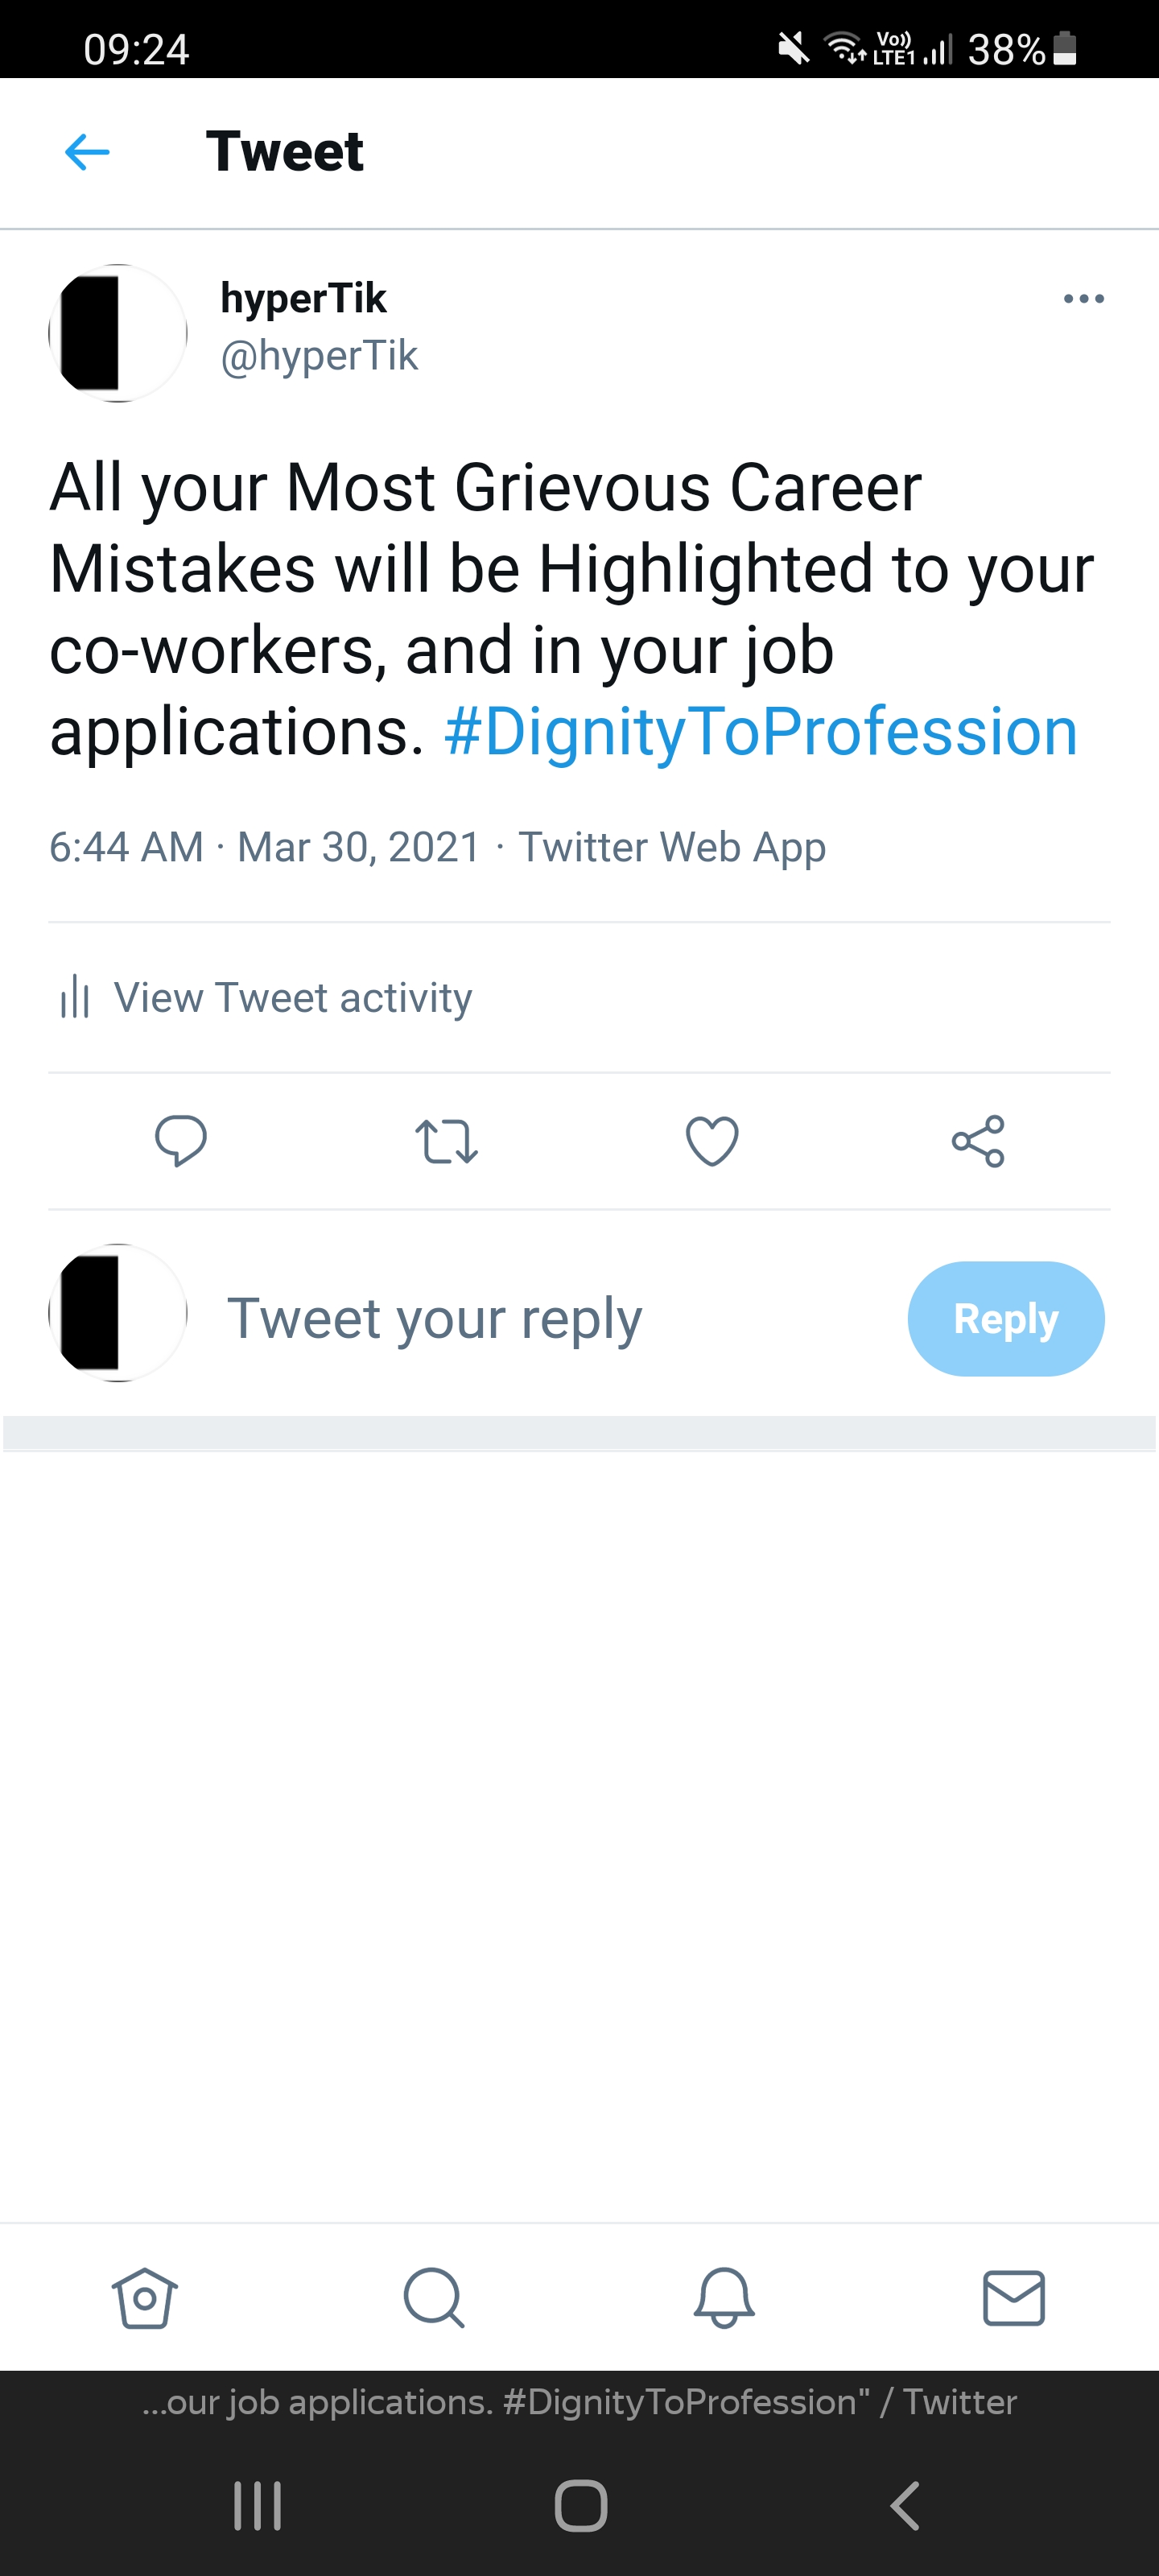 09:24
Vo)) LTE1 38%
Tweet
hyperTik
@hyperTik
All your Most Grievous Career
Mistakes will be Highlighted to your
co-workers, and in your job
applications. #DignityToProfession
6:44 AM · Mar 30, 2021 · Twitter Web App
View Tweet activity
Tweet your reply
Reply
...our job applications. #DignityToProfession" / Twitter